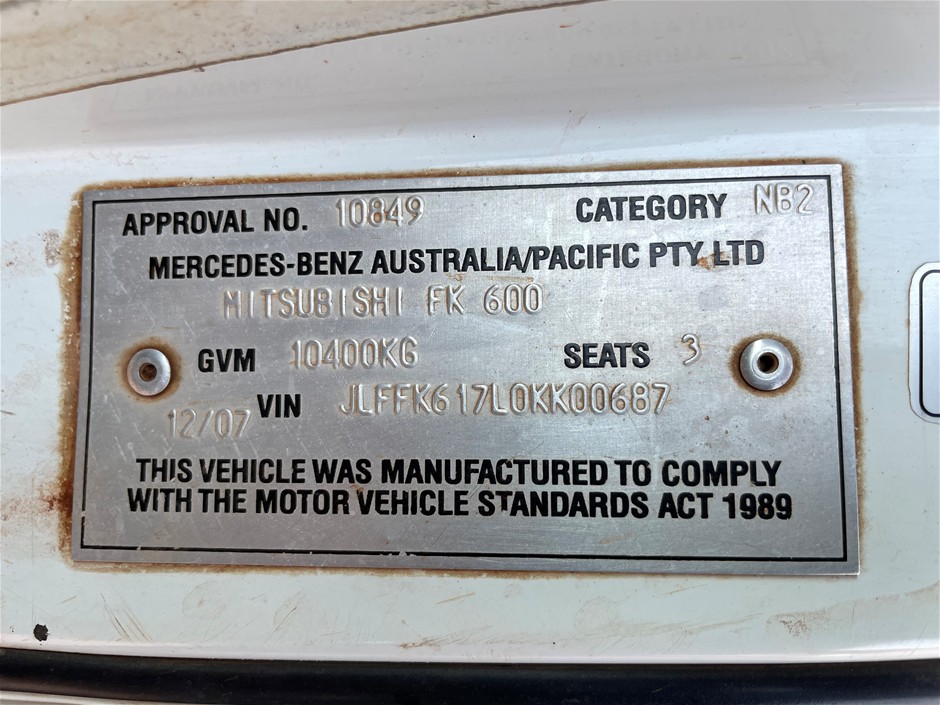 APPROVAL NO. 10849 CATEGORY NB2
MERCEDES-BENZ AUSTRALIA/PACIFIC PTY LTD
MITSUBISHI FK 600
GVM 10400KG SEATS 3
12/07 VIN JLFFK617L0KK00687
THIS VEHICLE WAS MANUFACTURED TO COMPLY
WITH THE MOTOR VEHICLE STANDARDS ACT 1989